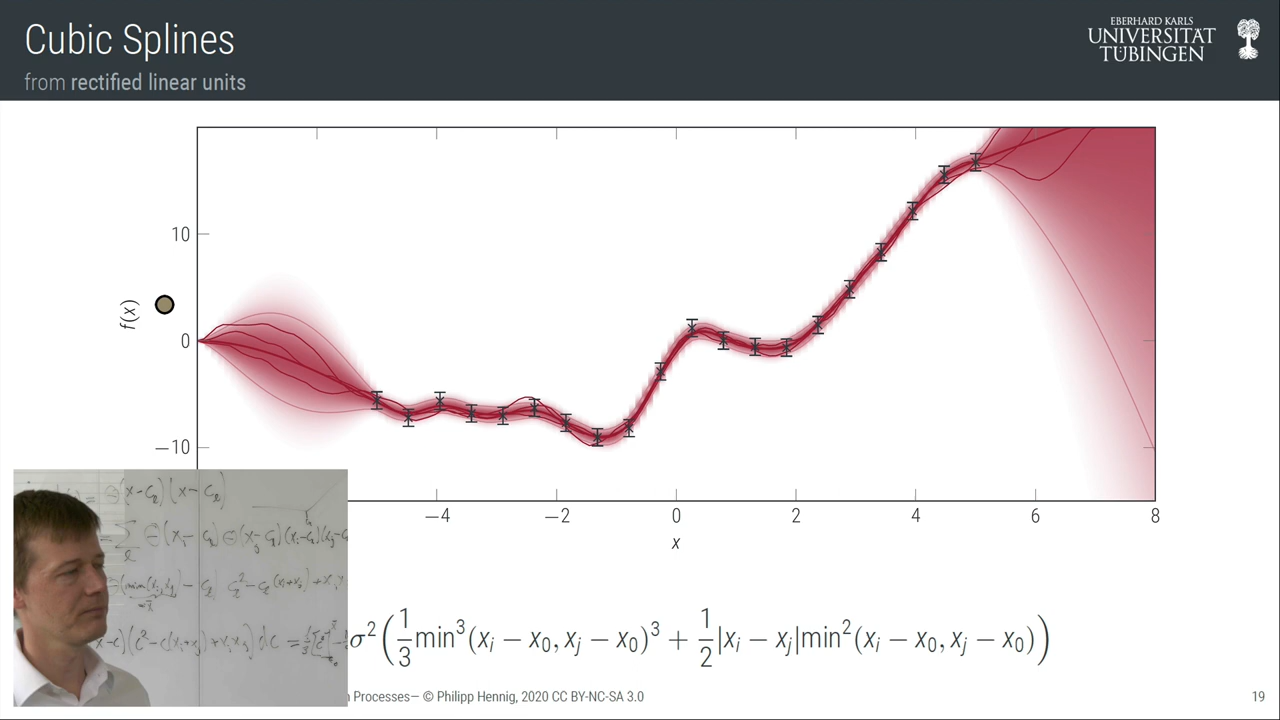 Cubic Splines
from rectified linear units
EBERHARD KARLS
UNIVERSITÄT
TÜBINGEN
10
0
−10
f(x)
−4 −2 0 2 4 6 8
x
σ²(1/3 min³(xᵢ − x₀, xⱼ − x₀)³ + 1/2 |xᵢ − xⱼ|min²(xᵢ − x₀, xⱼ − x₀))
Processes— © Philipp Hennig, 2020 CC BY-NC-SA 3.0
19